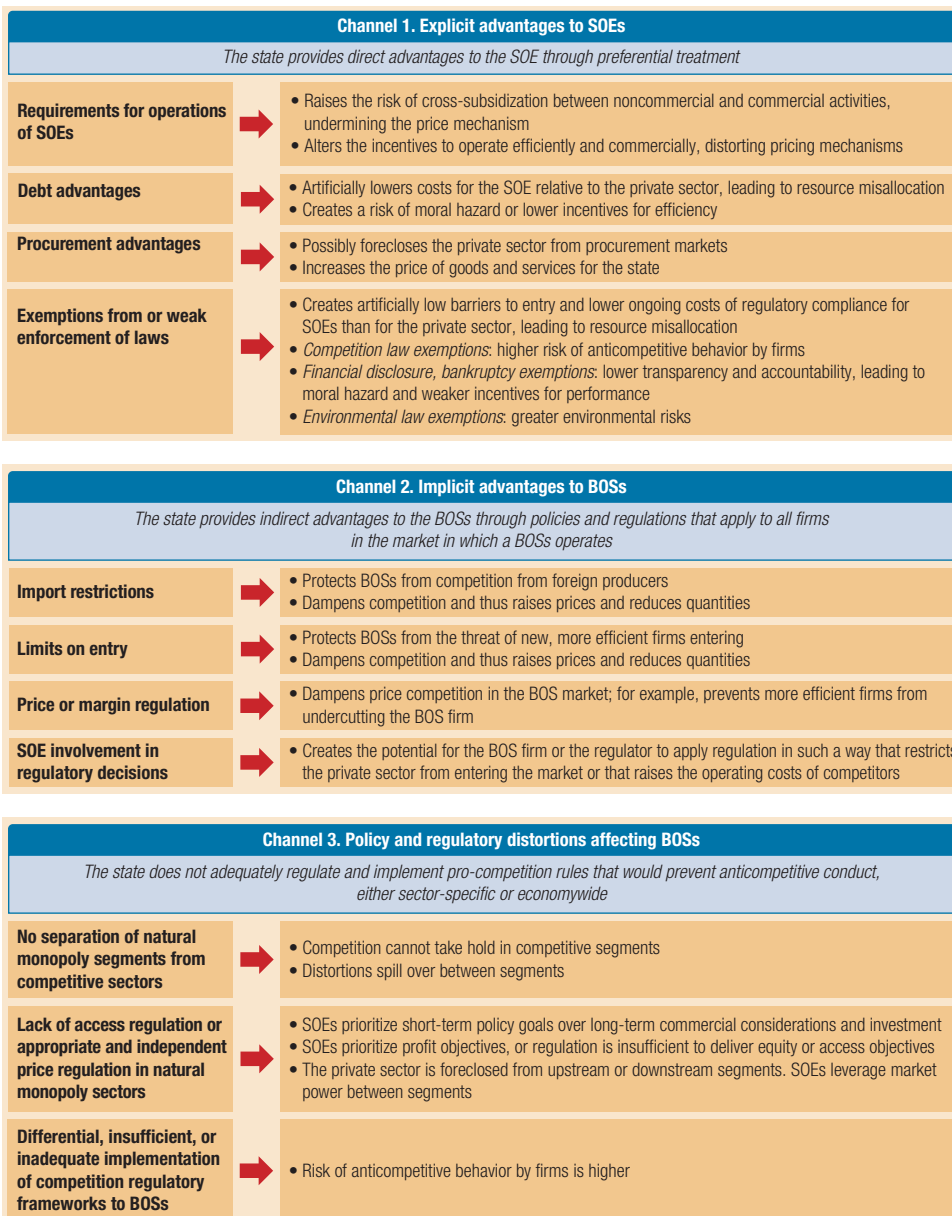 Channel 1. Explicit advantages to SOEs
The state provides direct advantages to the SOE through preferential treatment
Requirements for operations
of SOEs
• Raises the risk of cross-subsidization between noncommercial and commercial activities,
undermining the price mechanism
• Alters the incentives to operate efficiently and commercially, distorting pricing mechanisms
Debt advantages
• Artificially lowers costs for the SOE relative to the private sector, leading to resource misallocation
• Creates a risk of moral hazard or lower incentives for efficiency
Procurement advantages
• Possibly forecloses the private sector from procurement markets
• Increases the price of goods and services for the state
Exemptions from or weak
enforcement of laws
• Creates artificially low barriers to entry and lower ongoing costs of regulatory compliance for
SOEs than for the private sector, leading to resource misallocation
• Competition law exemptions: higher risk of anticompetitive behavior by firms
• Financial disclosure, bankruptcy exemptions: lower transparency and accountability, leading to
moral hazard and weaker incentives for performance
• Environmental law exemptions: greater environmental risks
Channel 2. Implicit advantages to BOSs
The state provides indirect advantages to the BOSs through policies and regulations that apply to all firms
in the market in which a BOSs operates
Import restrictions
• Protects BOSs from competition from foreign producers
• Dampens competition and thus raises prices and reduces quantities
Limits on entry
• Protects BOSs from the threat of new, more efficient firms entering
• Dampens competition and thus raises prices and reduces quantities
Price or margin regulation
• Dampens price competition in the BOS market; for example, prevents more efficient firms from
undercutting the BOS firm
SOE involvement in
regulatory decisions
• Creates the potential for the BOS firm or the regulator to apply regulation in such a way that restricts
the private sector from entering the market or that raises the operating costs of competitors
Channel 3. Policy and regulatory distortions affecting BOSs
The state does not adequately regulate and implement pro-competition rules that would prevent anticompetitive conduct,
either sector-specific or economywide
No separation of natural
monopoly segments from
competitive sectors
• Competition cannot take hold in competitive segments
• Distortions spill over between segments
Lack of access regulation or
appropriate and independent
price regulation in natural
monopoly sectors
• SOEs prioritize short-term policy goals over long-term commercial considerations and investment
• SOEs prioritize profit objectives, or regulation is insufficient to deliver equity or access objectives
• The private sector is foreclosed from upstream or downstream segments. SOEs leverage market
power between segments
Differential, insufficient, or
inadequate implementation
of competition regulatory
frameworks to BOSs
• Risk of anticompetitive behavior by firms is higher